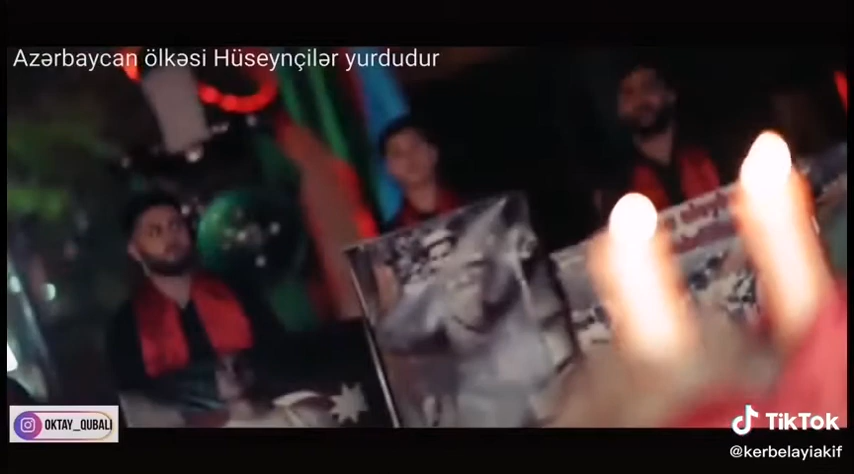 Azərbaycan ölkəsi Hüseynçilər yurdudur
OKTAY_QUBALI
TikTok
@kerbelayiakif